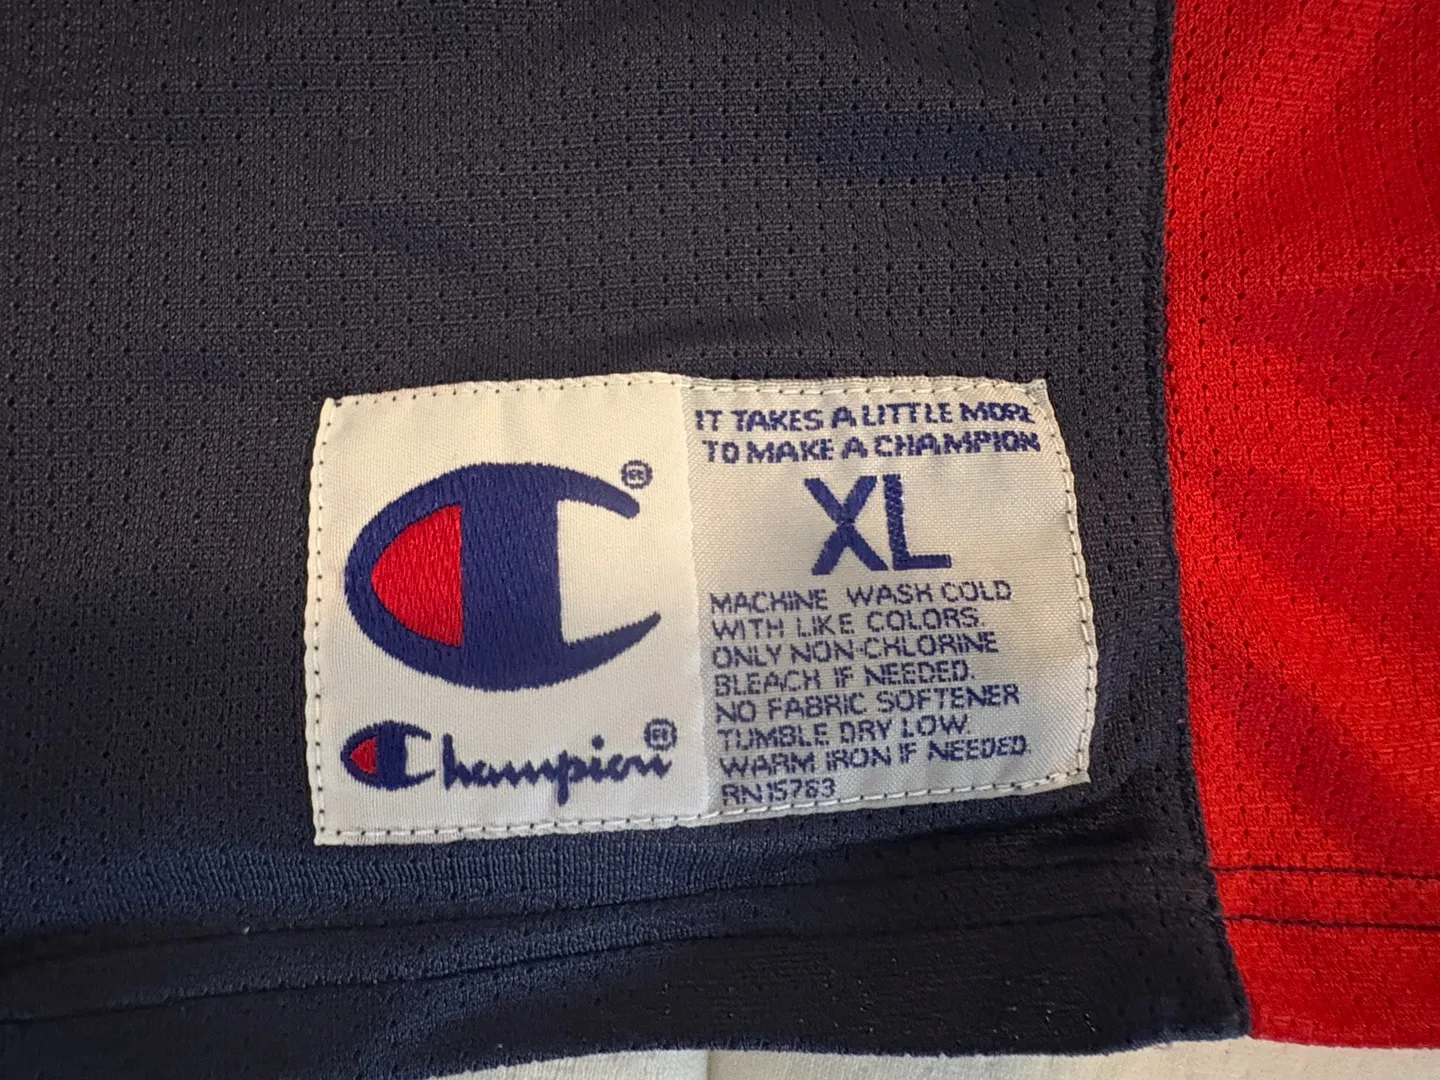 ®
Champion®
IT TAKES A LITTLE MORE
TO MAKE A CHAMPION
XL
MACHINE WASH COLD
WITH LIKE COLORS.
ONLY NON-CHLORINE
BLEACH IF NEEDED.
NO FABRIC SOFTENER
TUMBLE DRY LOW.
WARM IRON IF NEEDED.
RN15763